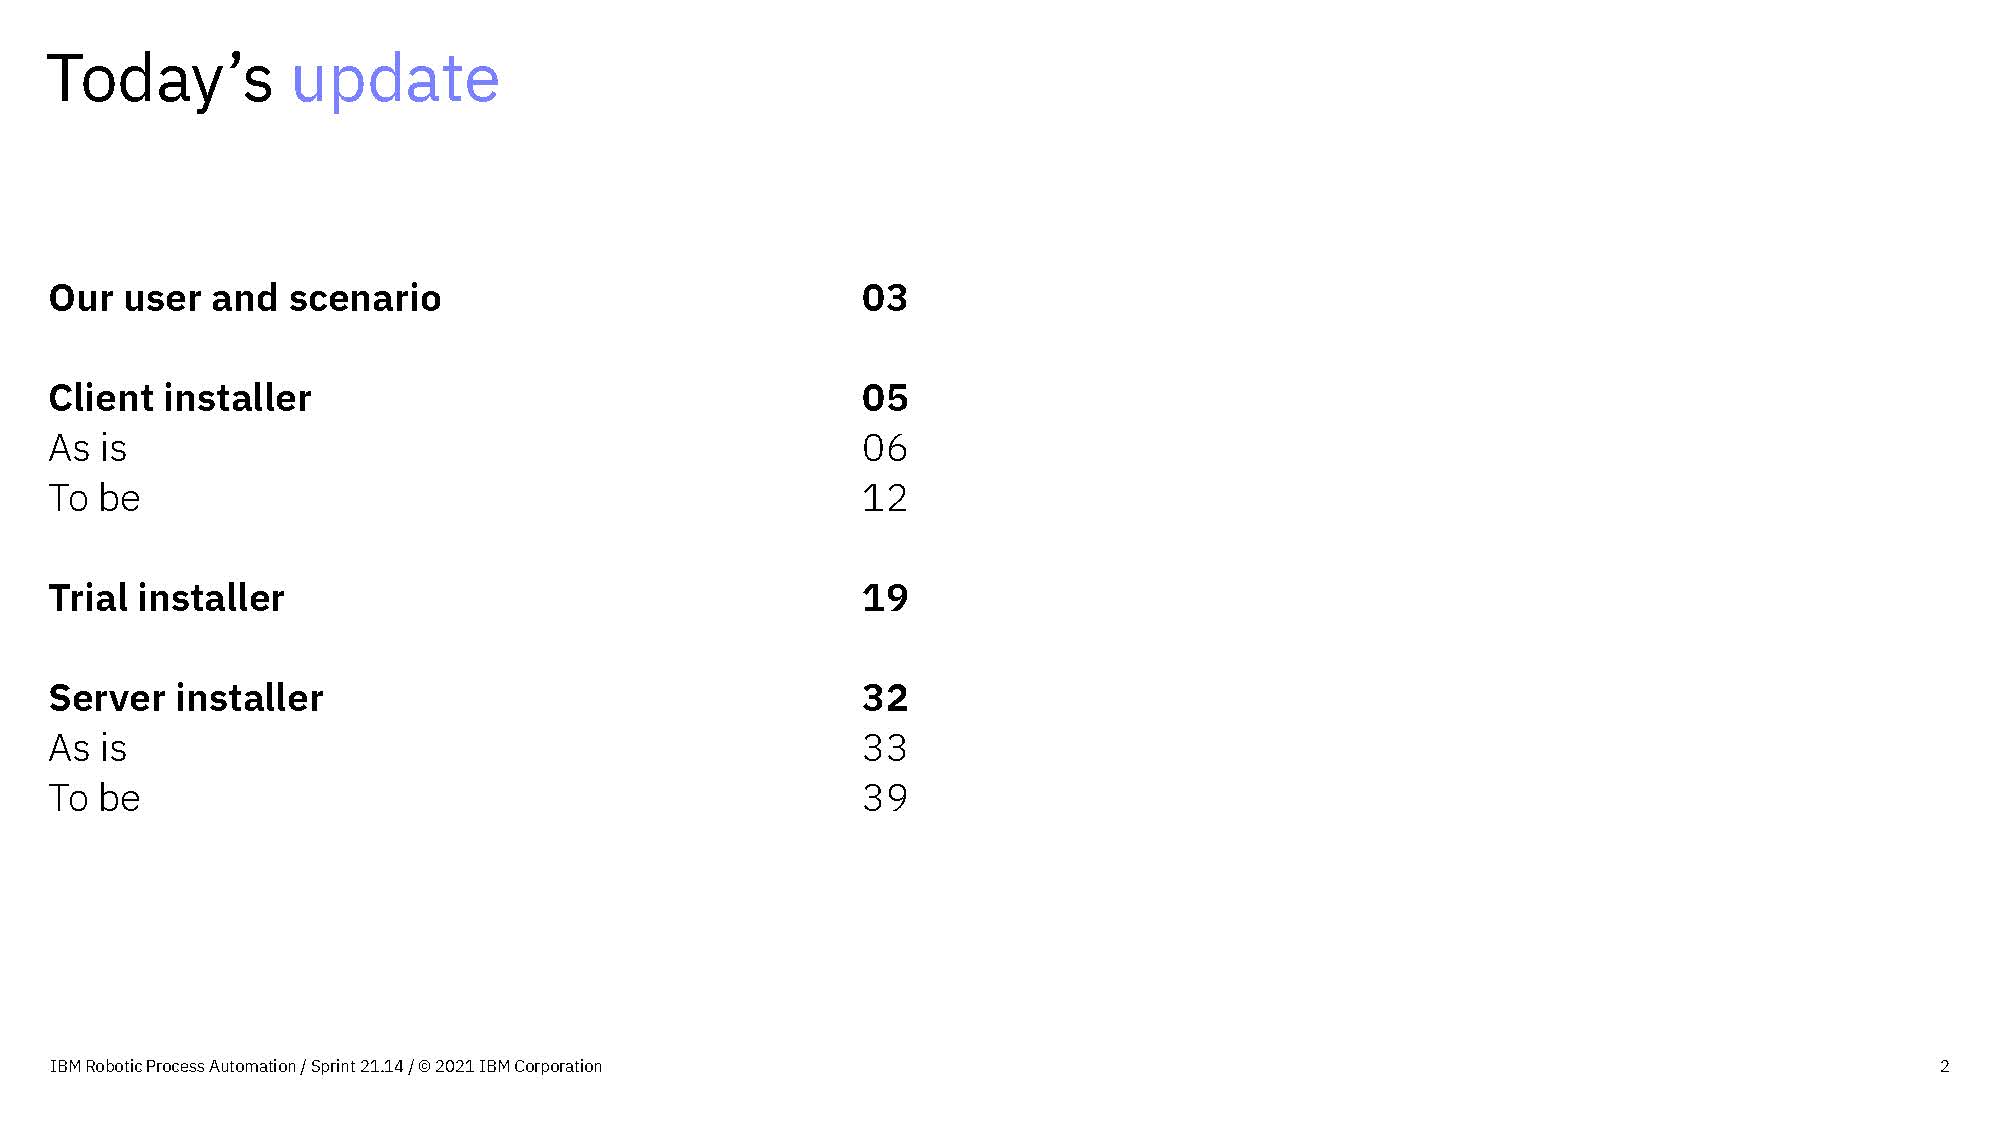 Today’s update
Our user and scenario 03
Client installer 05
As is 06
To be 12
Trial installer 19
Server installer 32
As is 33
To be 39
IBM Robotic Process Automation / Sprint 21.14 / © 2021 IBM Corporation 2